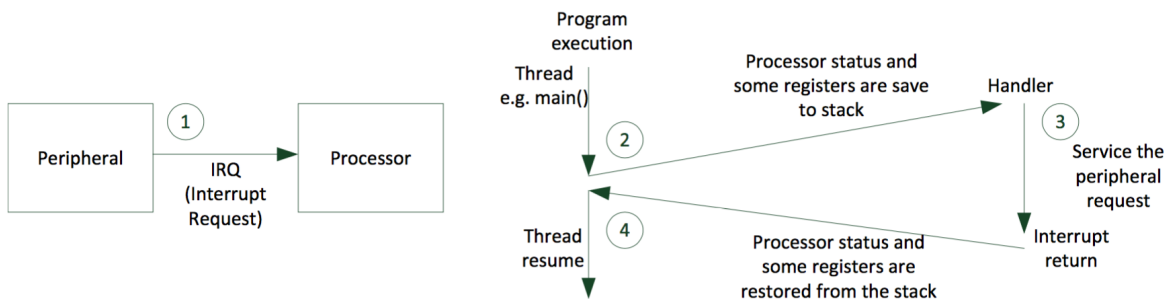 Peripheral
1
IRQ
(Interrupt
Request)
Processor
Program
execution
Thread
e.g. main()
2
Processor status and
some registers are save
to stack
Handler
3
Service the
peripheral
request
Interrupt
return
4
Processor status and
some registers are
restored from the stack
Thread
resume